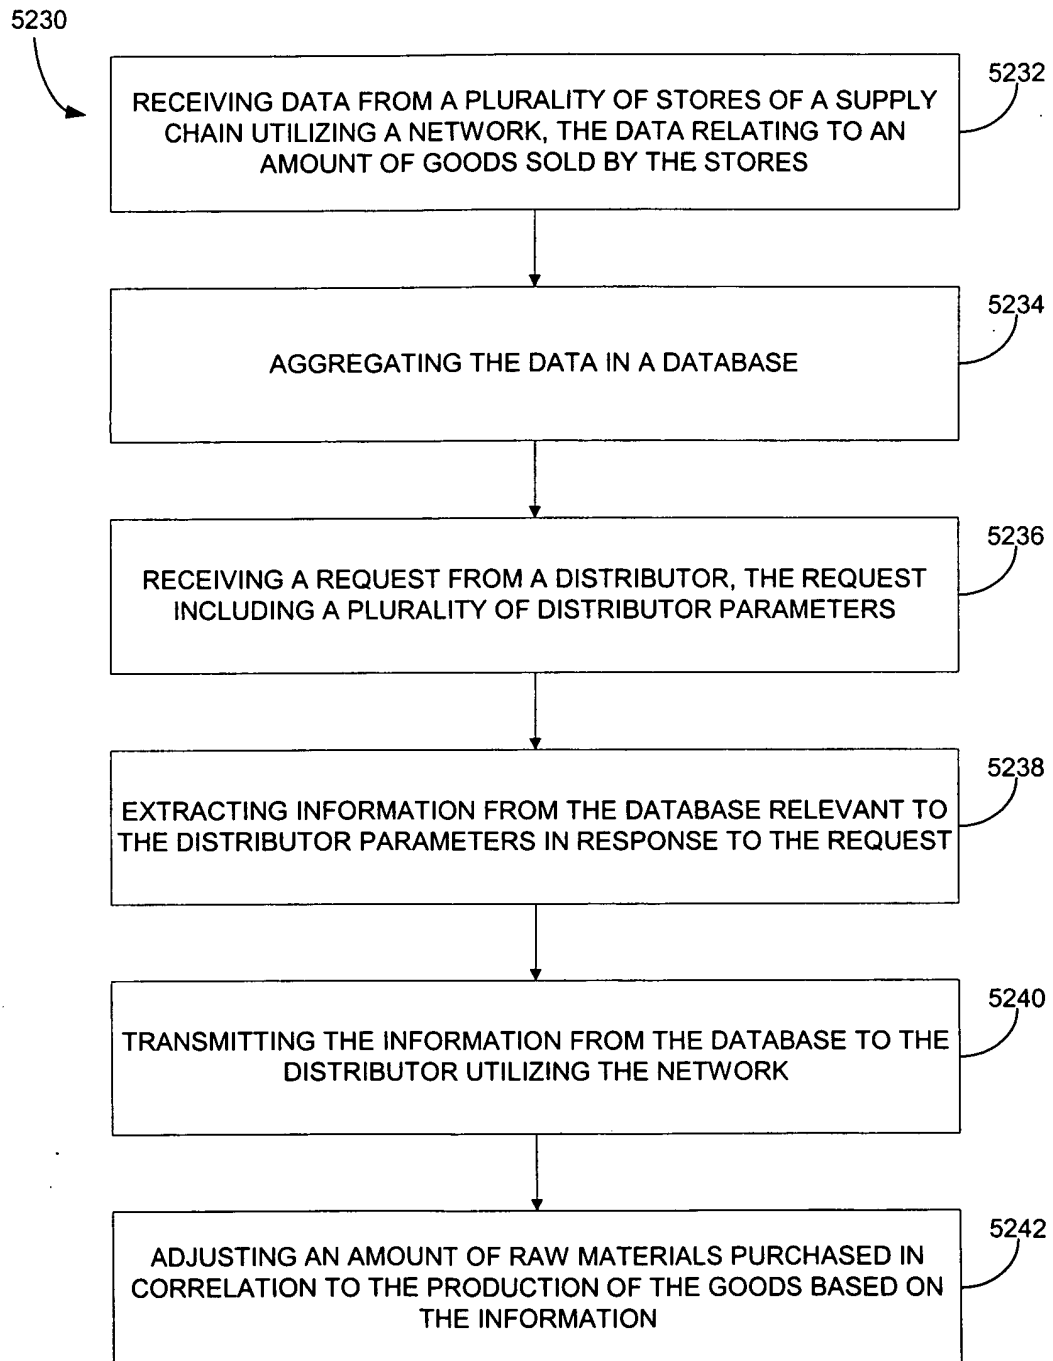 5230
5232
RECEIVING DATA FROM A PLURALITY OF STORES OF A SUPPLY
CHAIN UTILIZING A NETWORK, THE DATA RELATING TO AN
AMOUNT OF GOODS SOLD BY THE STORES
5234
AGGREGATING THE DATA IN A DATABASE
5236
RECEIVING A REQUEST FROM A DISTRIBUTOR, THE REQUEST
INCLUDING A PLURALITY OF DISTRIBUTOR PARAMETERS
5238
EXTRACTING INFORMATION FROM THE DATABASE RELEVANT TO
THE DISTRIBUTOR PARAMETERS IN RESPONSE TO THE REQUEST
5240
TRANSMITTING THE INFORMATION FROM THE DATABASE TO THE
DISTRIBUTOR UTILIZING THE NETWORK
5242
ADJUSTING AN AMOUNT OF RAW MATERIALS PURCHASED IN
CORRELATION TO THE PRODUCTION OF THE GOODS BASED ON
THE INFORMATION